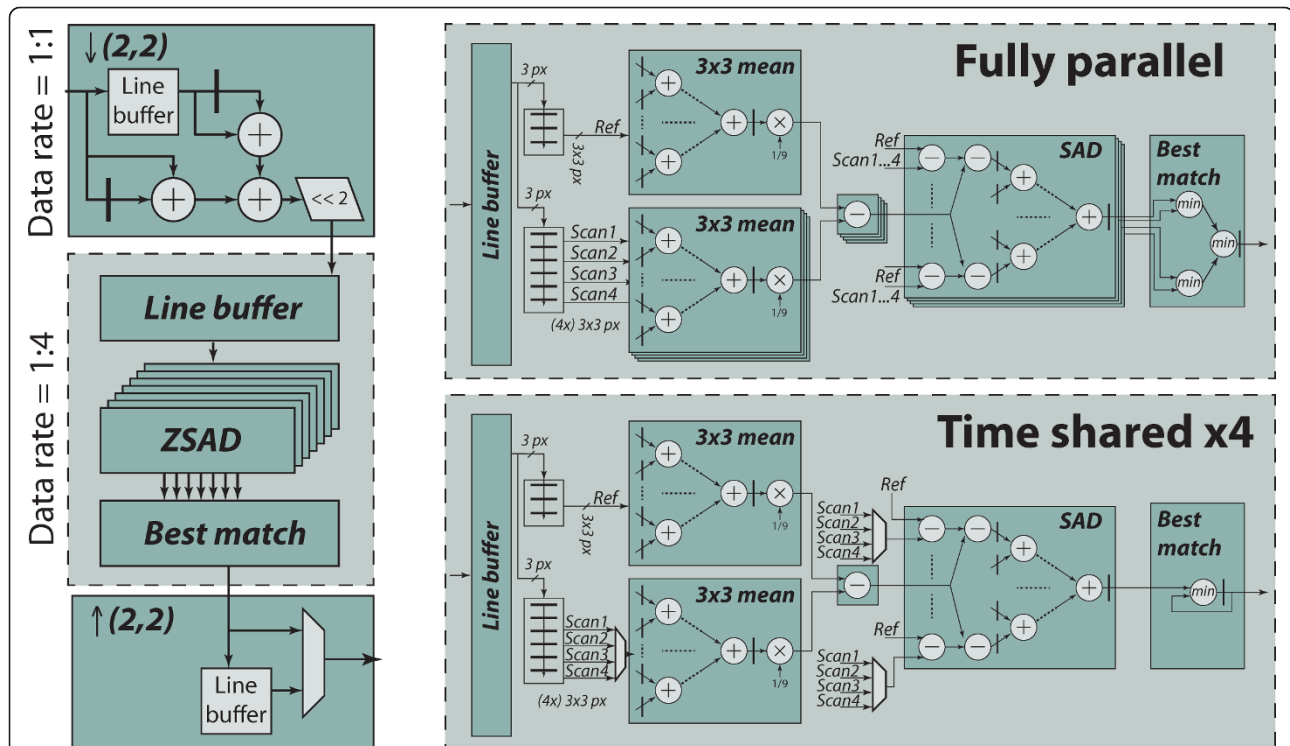 Data rate = 1:1
↓ (2,2)
Line
buffer
+
+
+
<< 2
Data rate = 1:4
Line buffer
ZSAD
Best match
↑ (2,2)
Line
buffer
Fully parallel
Line buffer
3 px
Ref
3x3 px
3x3 mean
+
+
+
×
1/9
3 px
Scan1
Scan2
Scan3
Scan4
(4x) 3x3 px
3x3 mean
+
+
+
×
1/9
−
Ref
Scan1...4
Ref
Scan1...4
SAD
−
−
−
−
+
+
+
Best
match
min
min
min
Time shared x4
Line buffer
3 px
Ref
3x3 px
3x3 mean
+
+
+
×
1/9
3 px
Scan1
Scan2
Scan3
Scan4
(4x) 3x3 px
3x3 mean
+
+
+
×
1/9
Ref
Scan1
Scan2
Scan3
Scan4
−
Ref
Scan1
Scan2
Scan3
Scan4
SAD
−
−
−
−
+
+
+
Best
match
min